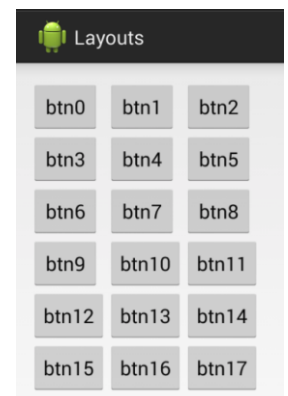 Layouts
btn0 btn1 btn2
btn3 btn4 btn5
btn6 btn7 btn8
btn9 btn10 btn11
btn12 btn13 btn14
btn15 btn16 btn17